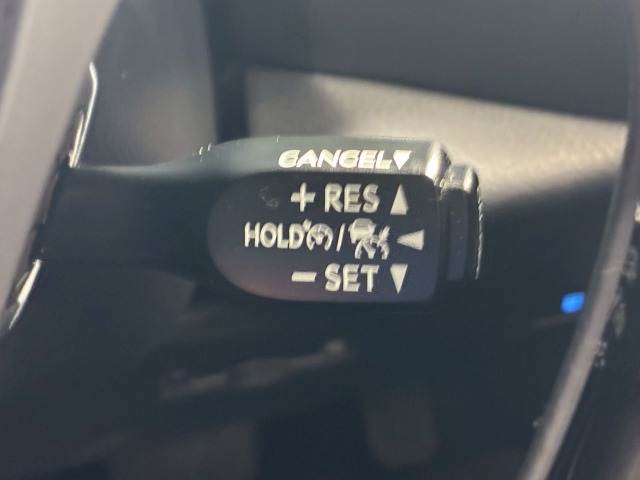 CANCEL▼
+ RES ▲
HOLD / ◀
− SET ▼